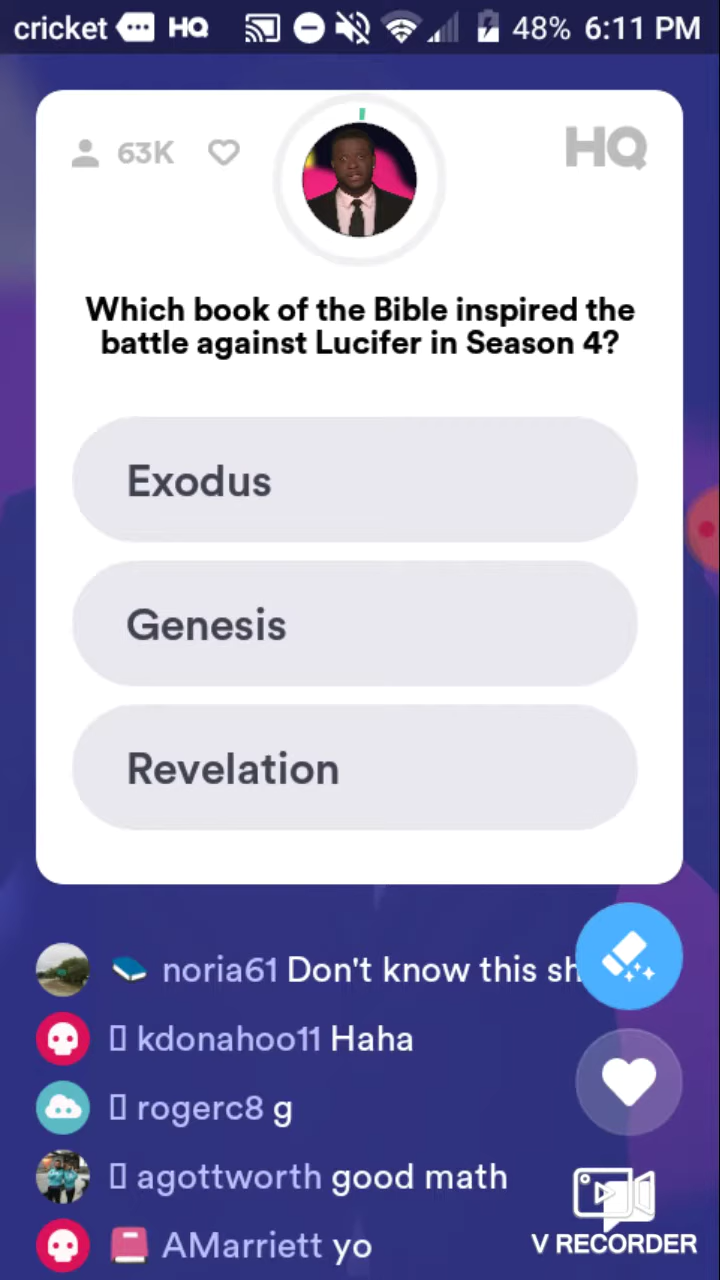 cricket HQ 48% 6:11 PM
63K HQ
Which book of the Bible inspired the
battle against Lucifer in Season 4?
Exodus
Genesis
Revelation
noria61 Don't know this sh
kdonahoo11 Haha
rogerc8 g
agottworth good math
AMarriett yo
V RECORDER